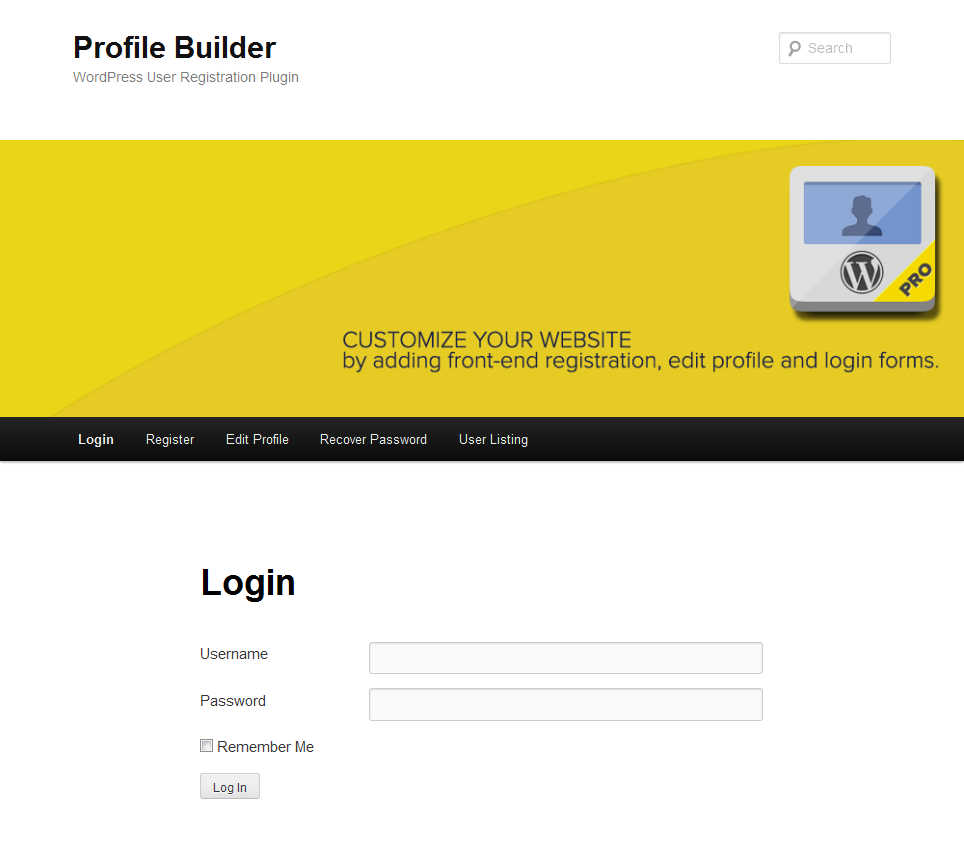 Profile Builder
WordPress User Registration Plugin
Search
PRO
CUSTOMIZE YOUR WEBSITE
by adding front-end registration, edit profile and login forms.
Login Register Edit Profile Recover Password User Listing
Login
Username
Password
Remember Me
Log In